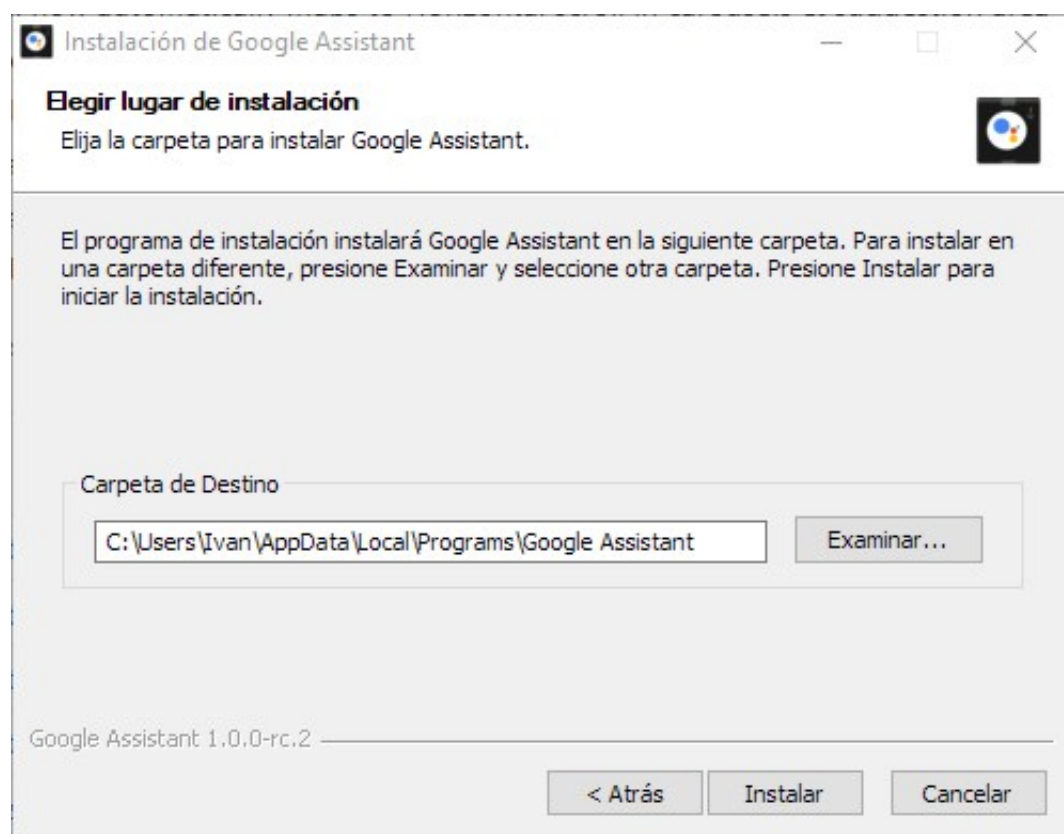 Instalación de Google Assistant
Elegir lugar de instalación
Elija la carpeta para instalar Google Assistant.
El programa de instalación instalará Google Assistant en la siguiente carpeta. Para instalar en
una carpeta diferente, presione Examinar y seleccione otra carpeta. Presione Instalar para
iniciar la instalación.
Carpeta de Destino
C:\Users\Ivan\AppData\Local\Programs\Google Assistant
Examinar...
Google Assistant 1.0.0-rc.2
< Atrás
Instalar
Cancelar